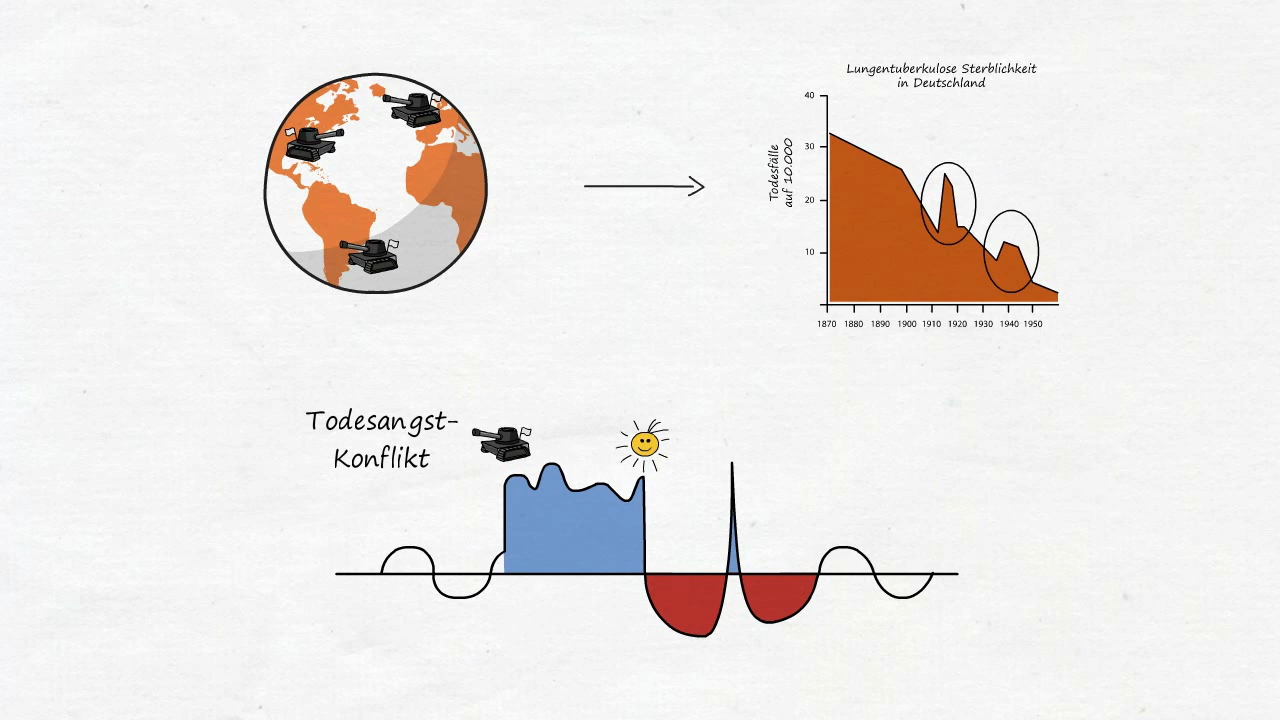 Lungentuberkulose Sterblichkeit
in Deutschland
Todesfälle
auf 10.000
40
30
20
10
1870 1880 1890 1900 1910 1920 1930 1940 1950
Todesangst-
Konflikt